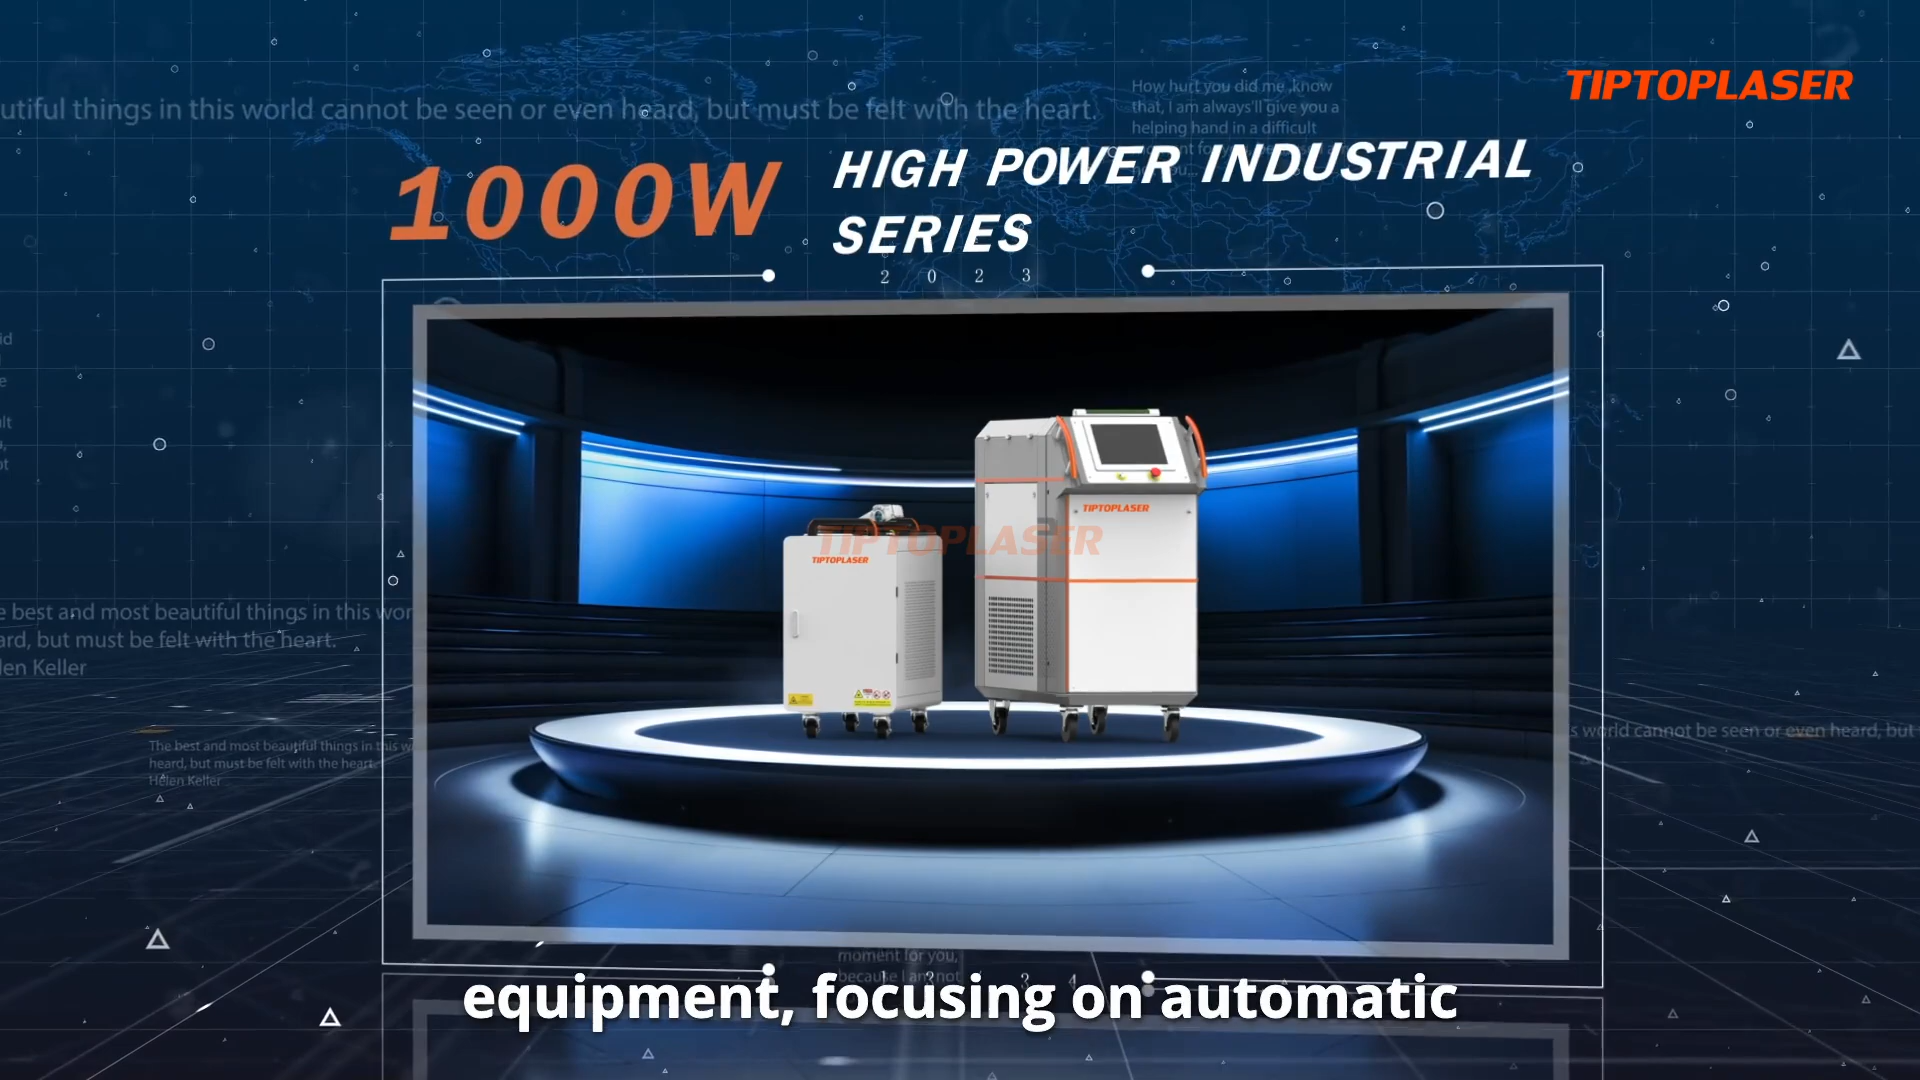 TIPTOPLASER
utiful things in this world cannot be seen or even heard, but must be felt with the heart.
How hurt you did me ,know
that, I am always'll give you a
helping hand in a difficult
1000W
HIGH POWER INDUSTRIAL
SERIES
2023
TIPTOPLASER
TIPTOPLASER
TIPTOPLASER
e best and most beautiful things in this wor
ard, but must be felt with the heart.
len Keller
The best and most beautiful things in this w
heard, but must be felt with the heart.
Helen Keller
s world cannot be seen or even heard, but
moment for you,
because I am not
equipment, focusing on automatic